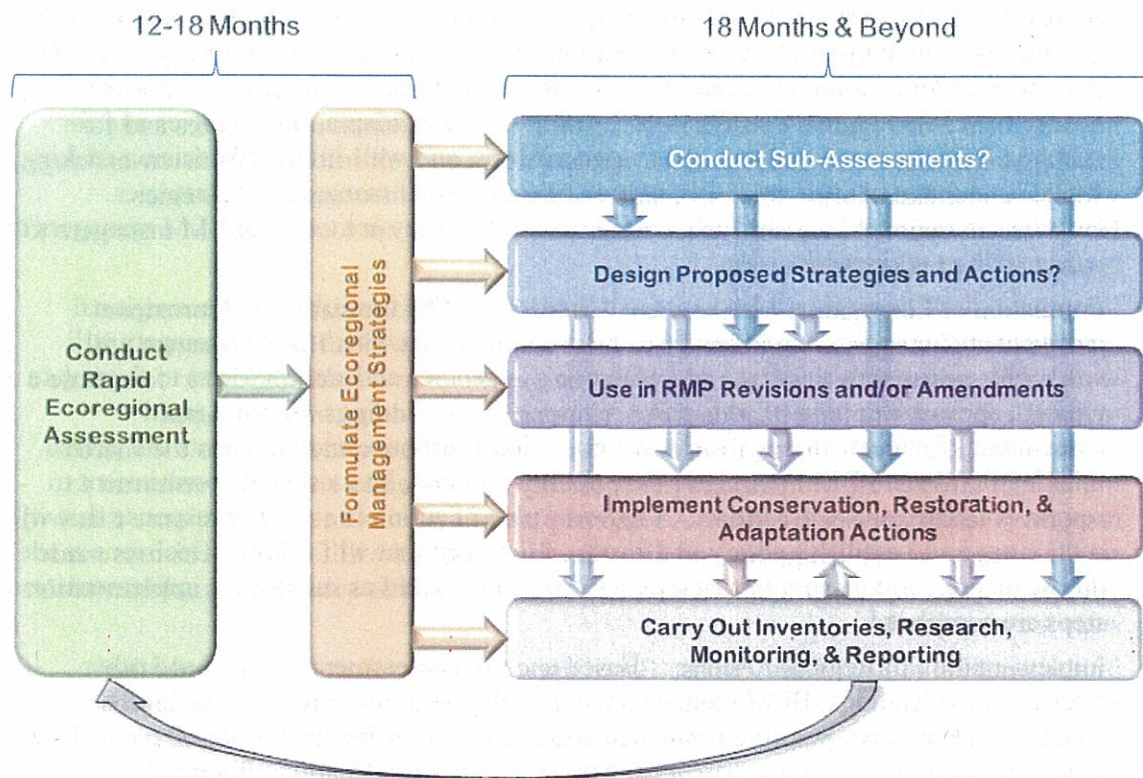 12-18 Months
18 Months & Beyond
Conduct
Rapid
Ecoregional
Assessment
Formulate Ecoregional
Management Strategies
Conduct Sub-Assessments?
Design Proposed Strategies and Actions?
Use in RMP Revisions and/or Amendments
Implement Conservation, Restoration, &
Adaptation Actions
Carry Out Inventories, Research,
Monitoring, & Reporting